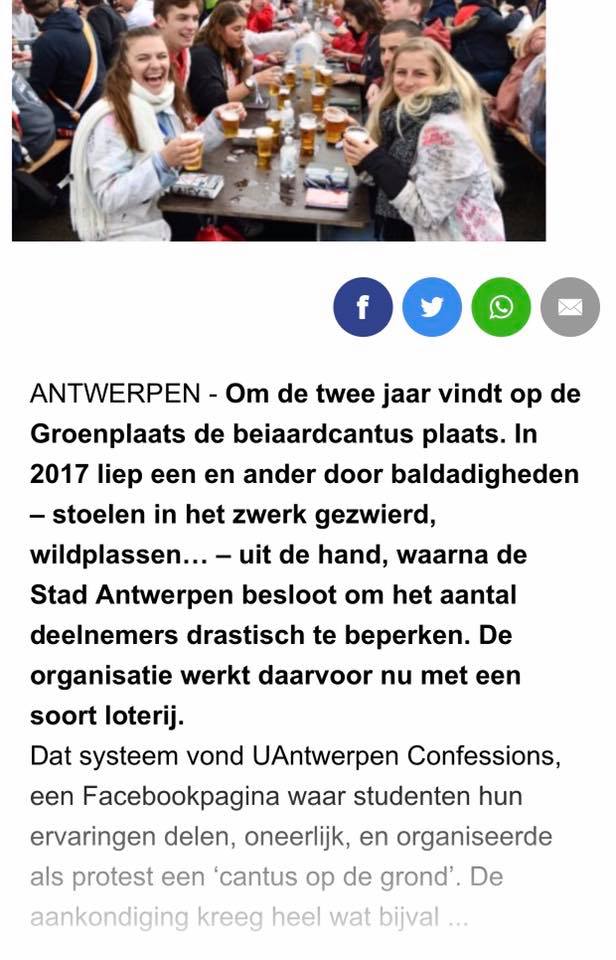 ANTWERPEN - Om de twee jaar vindt op de
Groenplaats de beiaardcantus plaats. In
2017 liep een en ander door baldadigheden
– stoelen in het zwerk gezwierd,
wildplassen... – uit de hand, waarna de
Stad Antwerpen besloot om het aantal
deelnemers drastisch te beperken. De
organisatie werkt daarvoor nu met een
soort loterij.
Dat systeem vond UAntwerpen Confessions,
een Facebookpagina waar studenten hun
ervaringen delen, oneerlijk, en organiseerde
als protest een ‘cantus op de grond’. De
aankondiging kreeg heel wat bijval ...